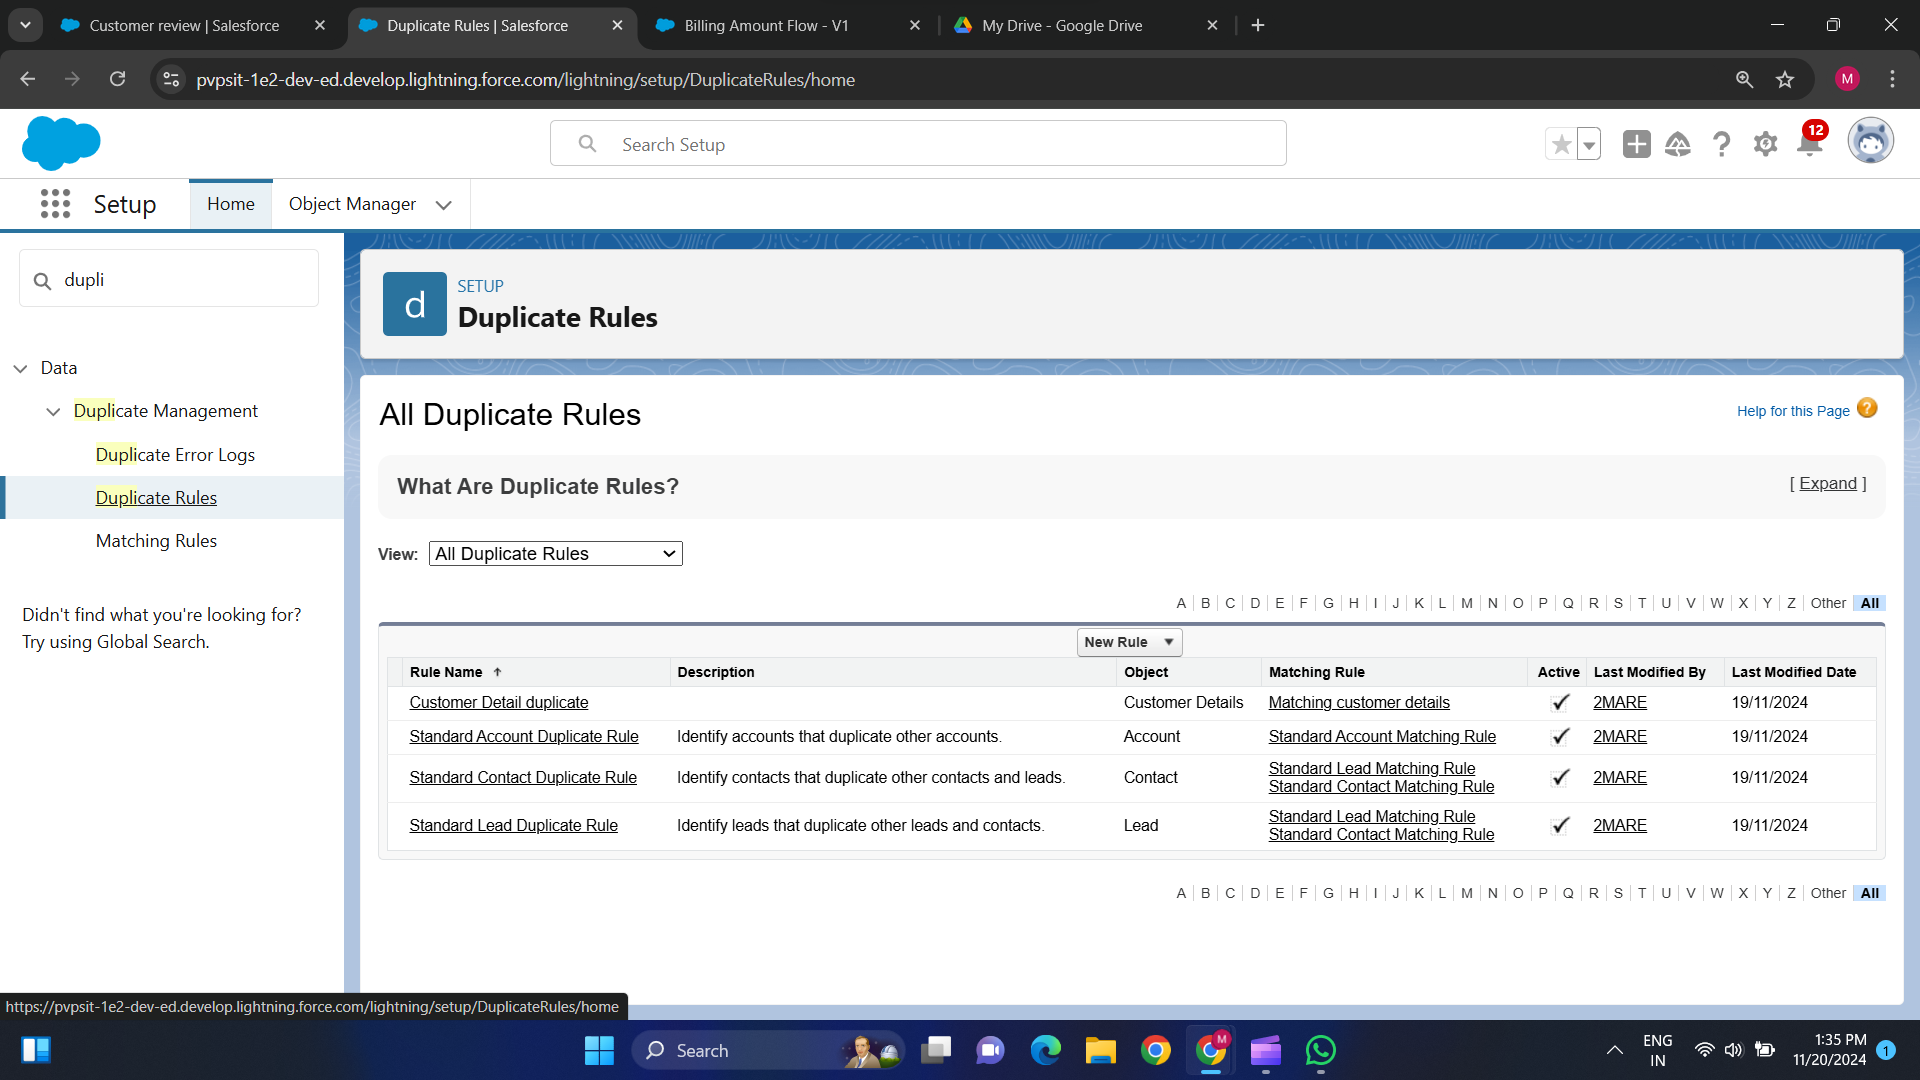 Customer review | Salesforce
Duplicate Rules | Salesforce
Billing Amount Flow - V1
My Drive - Google Drive
pvpsit-1e2-dev-ed.develop.lightning.force.com/lightning/setup/DuplicateRules/home
M
Search Setup
12
Setup
Home
Object Manager
dupli
Data
Duplicate Management
Duplicate Error Logs
Duplicate Rules
Matching Rules
Didn't find what you're looking for?
Try using Global Search.
d
SETUP
Duplicate Rules
All Duplicate Rules
Help for this Page ?
What Are Duplicate Rules?
[ Expand ]
View: All Duplicate Rules
A | B | C | D | E | F | G | H | I | J | K | L | M | N | O | P | Q | R | S | T | U | V | W | X | Y | Z | Other | All
New Rule
Rule Name Description Object Matching Rule Active Last Modified By Last Modified Date
Customer Detail duplicate Customer Details Matching customer details 2MARE 19/11/2024
Standard Account Duplicate Rule Identify accounts that duplicate other accounts. Account Standard Account Matching Rule 2MARE 19/11/2024
Standard Contact Duplicate Rule Identify contacts that duplicate other contacts and leads. Contact Standard Lead Matching Rule
Standard Contact Matching Rule 2MARE 19/11/2024
Standard Lead Duplicate Rule Identify leads that duplicate other leads and contacts. Lead Standard Lead Matching Rule
Standard Contact Matching Rule 2MARE 19/11/2024
A | B | C | D | E | F | G | H | I | J | K | L | M | N | O | P | Q | R | S | T | U | V | W | X | Y | Z | Other | All
https://pvpsit-1e2-dev-ed.develop.lightning.force.com/lightning/setup/DuplicateRules/home
Search
M
ENG
IN
1:35 PM
11/20/2024
1